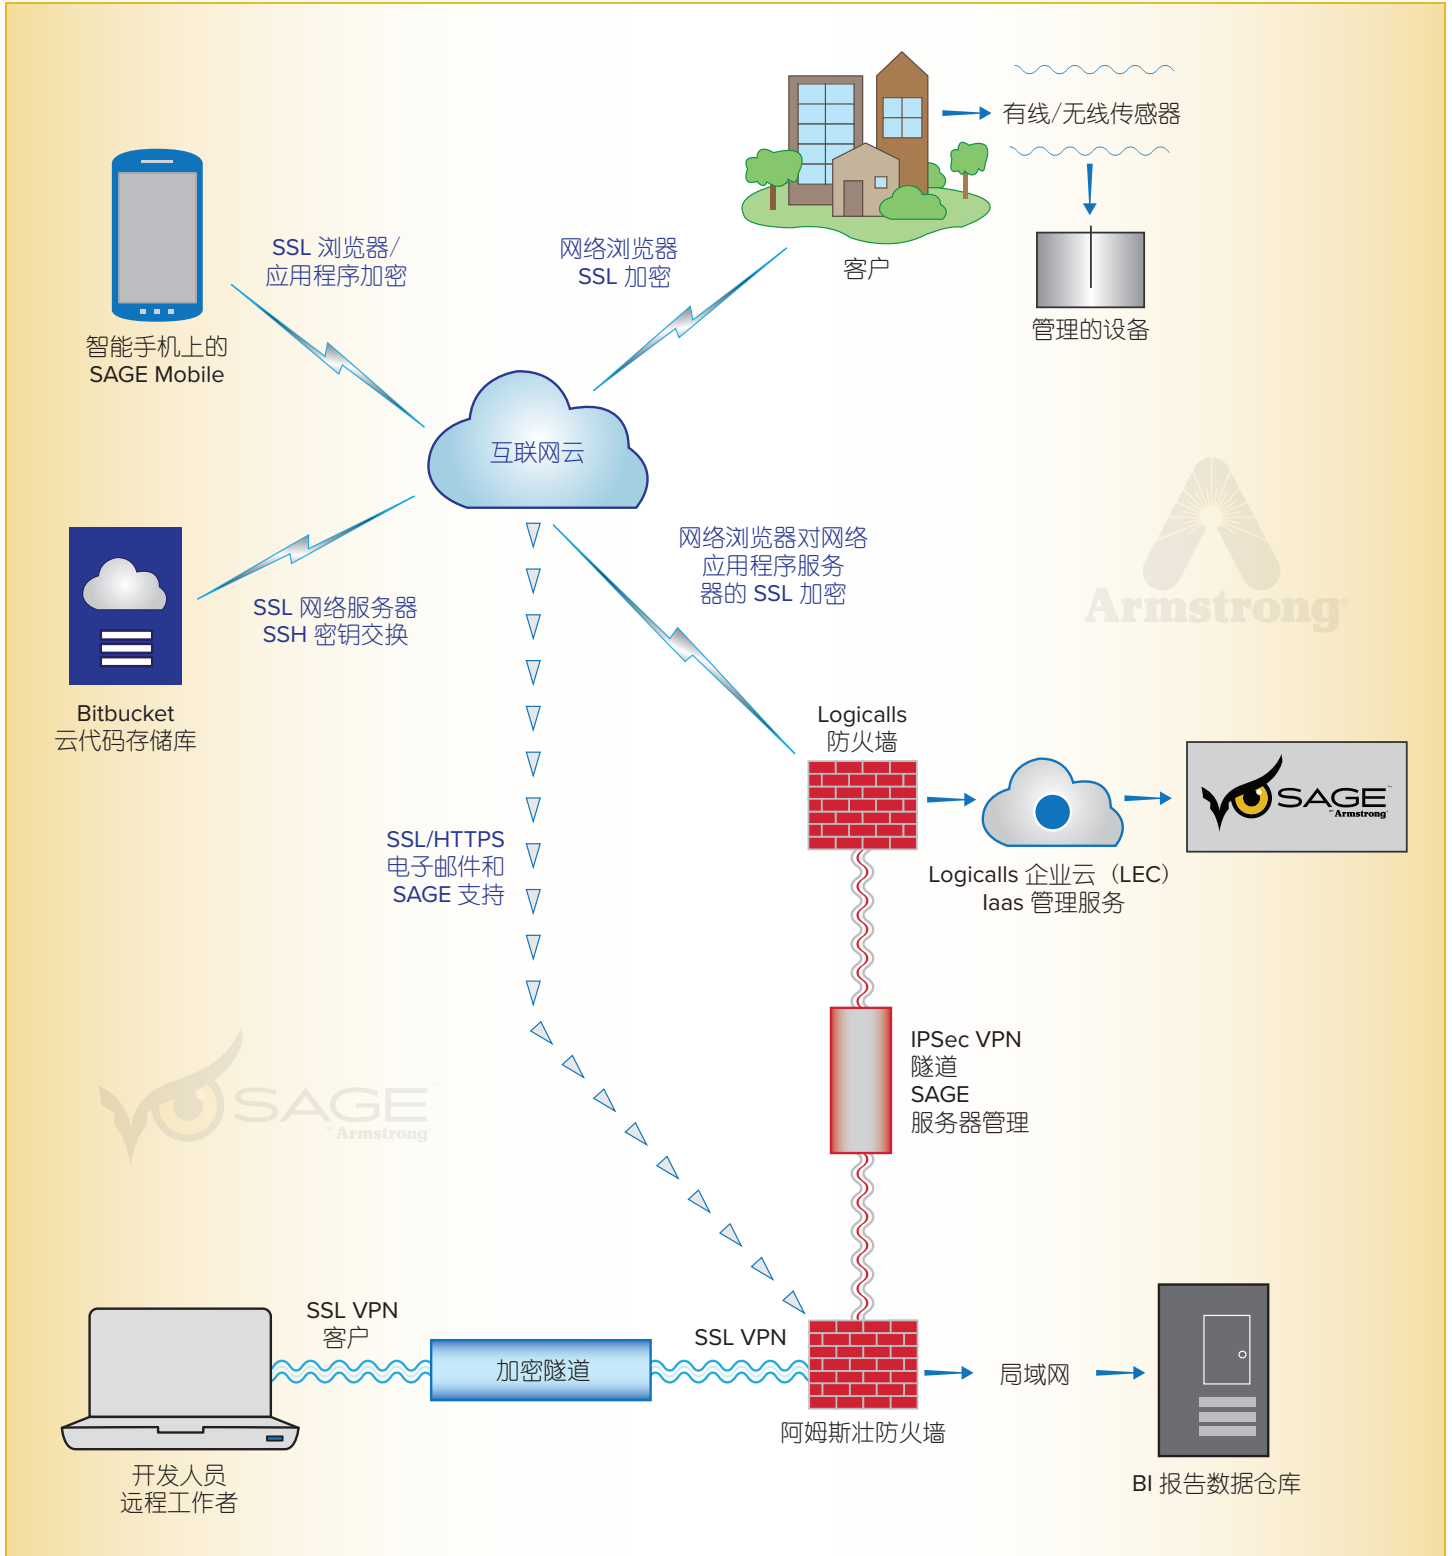 有线/无线传感器
SSL 浏览器/
应用程序加密
网络浏览器
SSL 加密
客户
管理的设备
智能手机上的
SAGE Mobile
互联网云
网络浏览器对网络
应用程序服务
器的 SSL 加密
Armstrong®
SSL 网络服务器
SSH 密钥交换
Bitbucket
云代码存储库
Logicalls
防火墙
SAGE™
BY Armstrong®
SSL/HTTPS
电子邮件和
SAGE 支持
Logicalls 企业云（LEC）
Iaas 管理服务
IPSec VPN
隧道
SAGE
服务器管理
SAGE™
BY Armstrong®
SSL VPN
客户
加密隧道
SSL VPN
局域网
阿姆斯壮防火墙
开发人员
远程工作者
BI 报告数据仓库